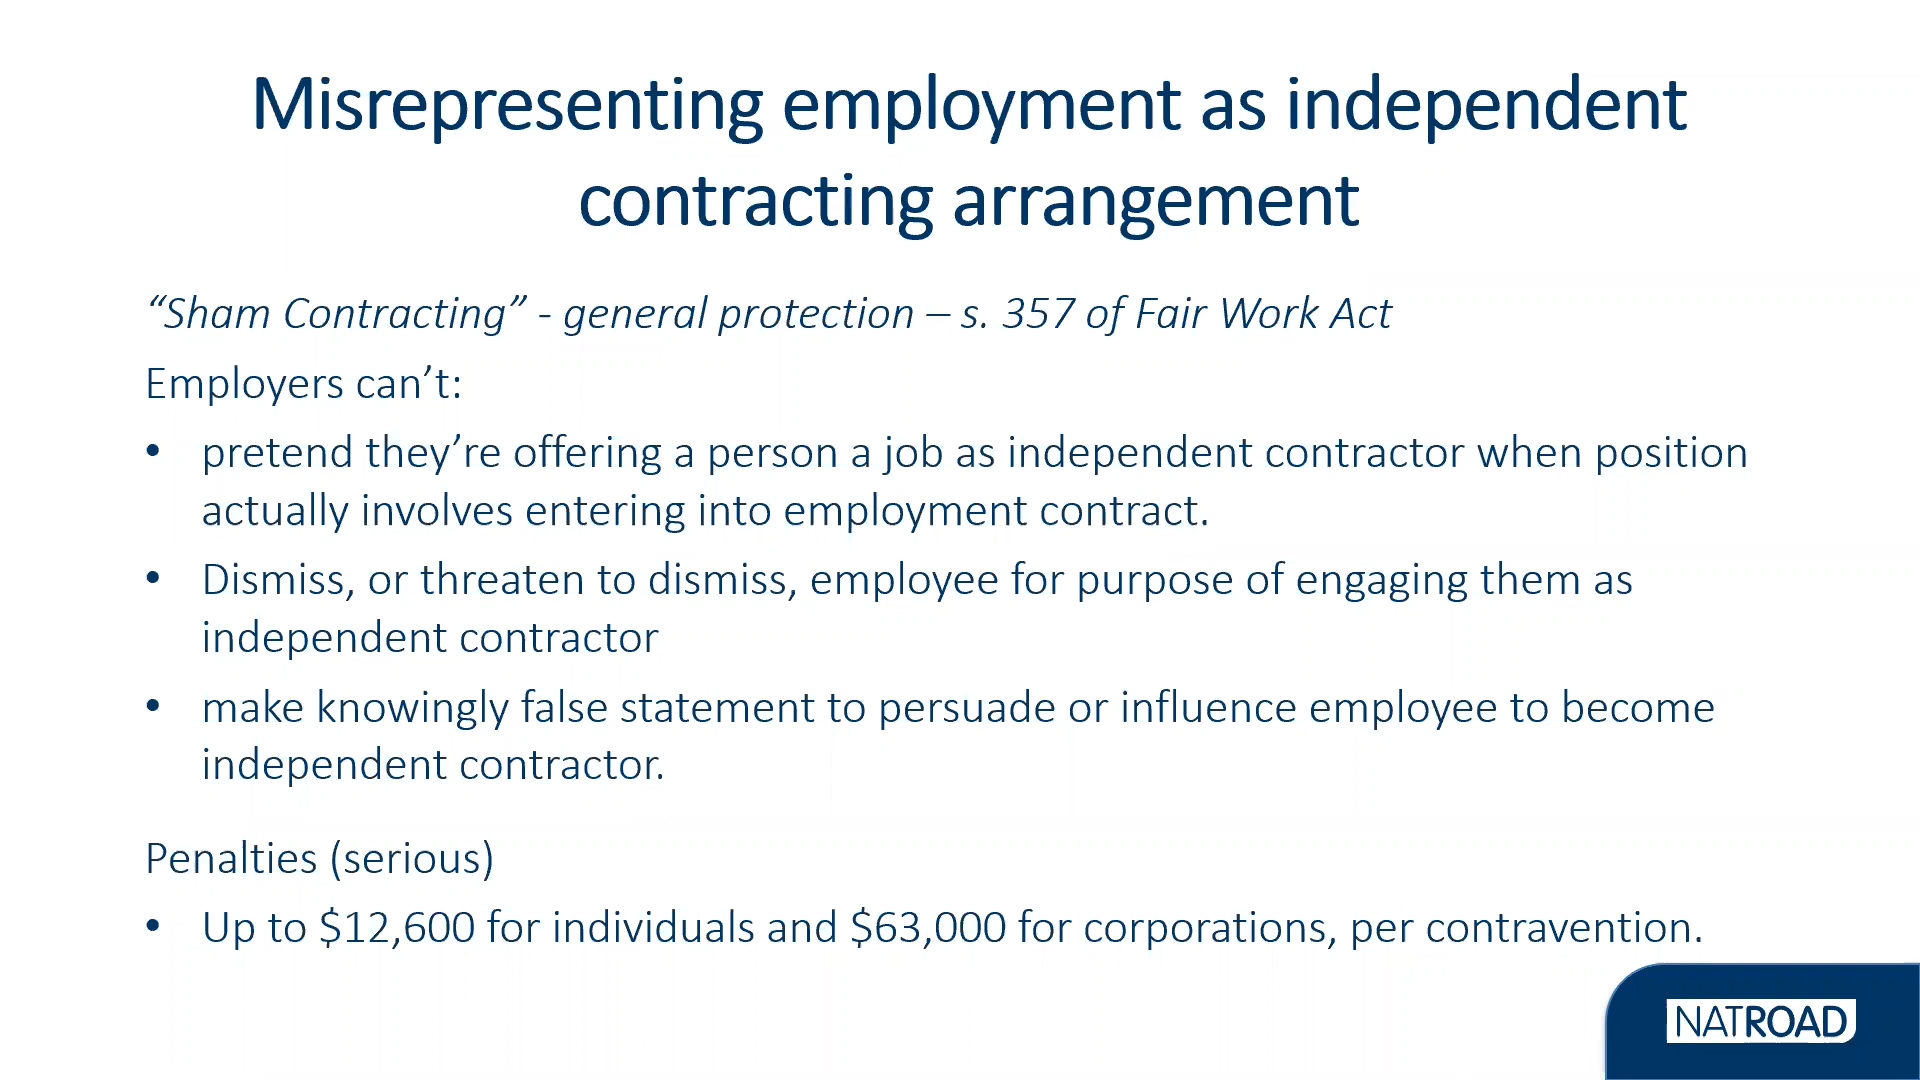 Misrepresenting employment as independent
contracting arrangement
“Sham Contracting” - general protection – s. 357 of Fair Work Act
Employers can’t:
• pretend they’re offering a person a job as independent contractor when position
actually involves entering into employment contract.
• Dismiss, or threaten to dismiss, employee for purpose of engaging them as
independent contractor
• make knowingly false statement to persuade or influence employee to become
independent contractor.
Penalties (serious)
• Up to $12,600 for individuals and $63,000 for corporations, per contravention.
NATROAD